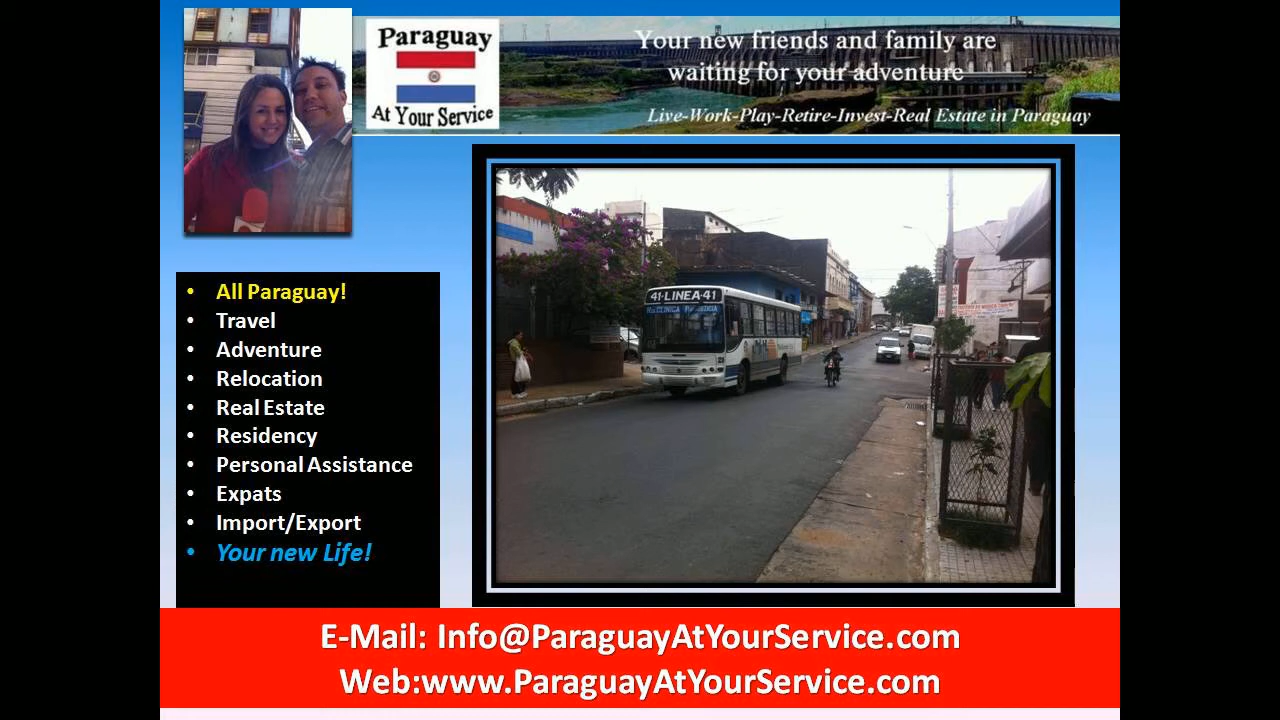 Paraguay
At Your Service
Your new friends and family are
waiting for your adventure
Live-Work-Play-Retire-Invest-Real Estate in Paraguay
• All Paraguay!
• Travel
• Adventure
• Relocation
• Real Estate
• Residency
• Personal Assistance
• Expats
• Import/Export
• Your new Life!
41-LINEA-41
CLINICA
E-Mail: Info@ParaguayAtYourService.com
Web:www.ParaguayAtYourService.com